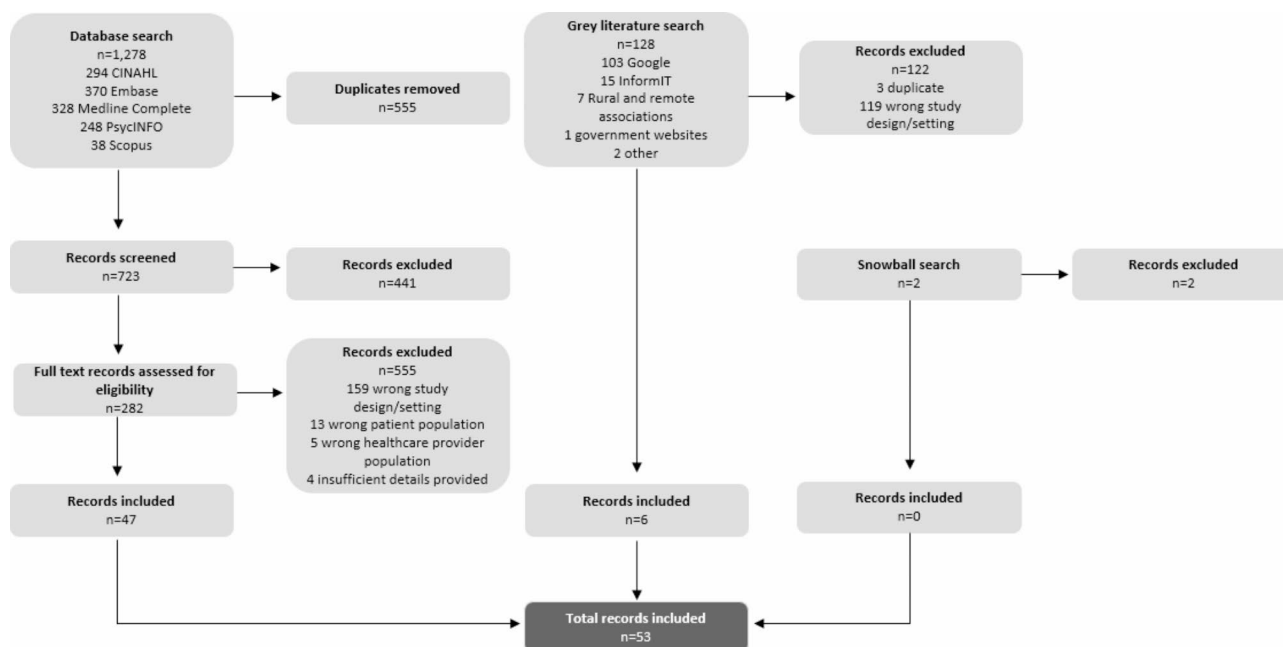 Database search
n=1,278
294 CINAHL
370 Embase
328 Medline Complete
248 PsycINFO
38 Scopus
Duplicates removed
n=555
Grey literature search
n=128
103 Google
15 InformIT
7 Rural and remote
associations
1 government websites
2 other
Records excluded
n=122
3 duplicate
119 wrong study
design/setting
Records screened
n=723
Records excluded
n=441
Snowball search
n=2
Records excluded
n=2
Full text records assessed for
eligibility
n=282
Records excluded
n=555
159 wrong study
design/setting
13 wrong patient population
5 wrong healthcare provider
population
4 insufficient details provided
Records included
n=47
Records included
n=6
Records included
n=0
Total records included
n=53